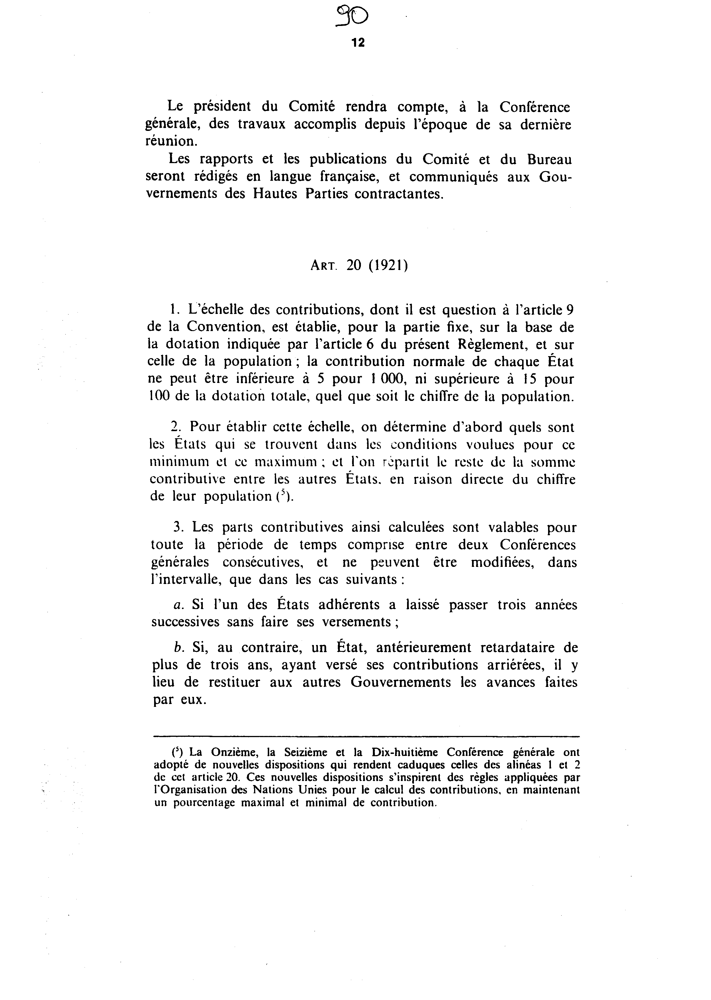 90
12
Le président du Comité rendra compte, à la Conférence
générale, des travaux accomplis depuis l'époque de sa dernière
réunion.
Les rapports et les publications du Comité et du Bureau
seront rédigés en langue française, et communiqués aux Gou-
vernements des Hautes Parties contractantes.
ART. 20 (1921)
1. L'échelle des contributions, dont il est question à l'article 9
de la Convention, est établie, pour la partie fixe, sur la base de
la dotation indiquée par l'article 6 du présent Règlement, et sur
celle de la population ; la contribution normale de chaque État
ne peut être inférieure à 5 pour 1 000, ni supérieure à 15 pour
100 de la dotation totale, quel que soit le chiffre de la population.
2. Pour établir cette échelle, on détermine d'abord quels sont
les États qui se trouvent dans les conditions voulues pour ce
minimum et ce maximum ; et l'on répartit le reste de la somme
contributive entre les autres États. en raison directe du chiffre
de leur population (⁵).
3. Les parts contributives ainsi calculées sont valables pour
toute la période de temps comprise entre deux Conférences
générales consécutives, et ne peuvent être modifiées, dans
l'intervalle, que dans les cas suivants :
a. Si l'un des États adhérents a laissé passer trois années
successives sans faire ses versements ;
b. Si, au contraire, un État, antérieurement retardataire de
plus de trois ans, ayant versé ses contributions arriérées, il y
lieu de restituer aux autres Gouvernements les avances faites
par eux.
(⁵) La Onzième, la Seizième et la Dix-huitième Conférence générale ont
adopté de nouvelles dispositions qui rendent caduques celles des alinéas 1 et 2
de cet article 20. Ces nouvelles dispositions s'inspirent des règles appliquées par
l'Organisation des Nations Unies pour le calcul des contributions, en maintenant
un pourcentage maximal et minimal de contribution.